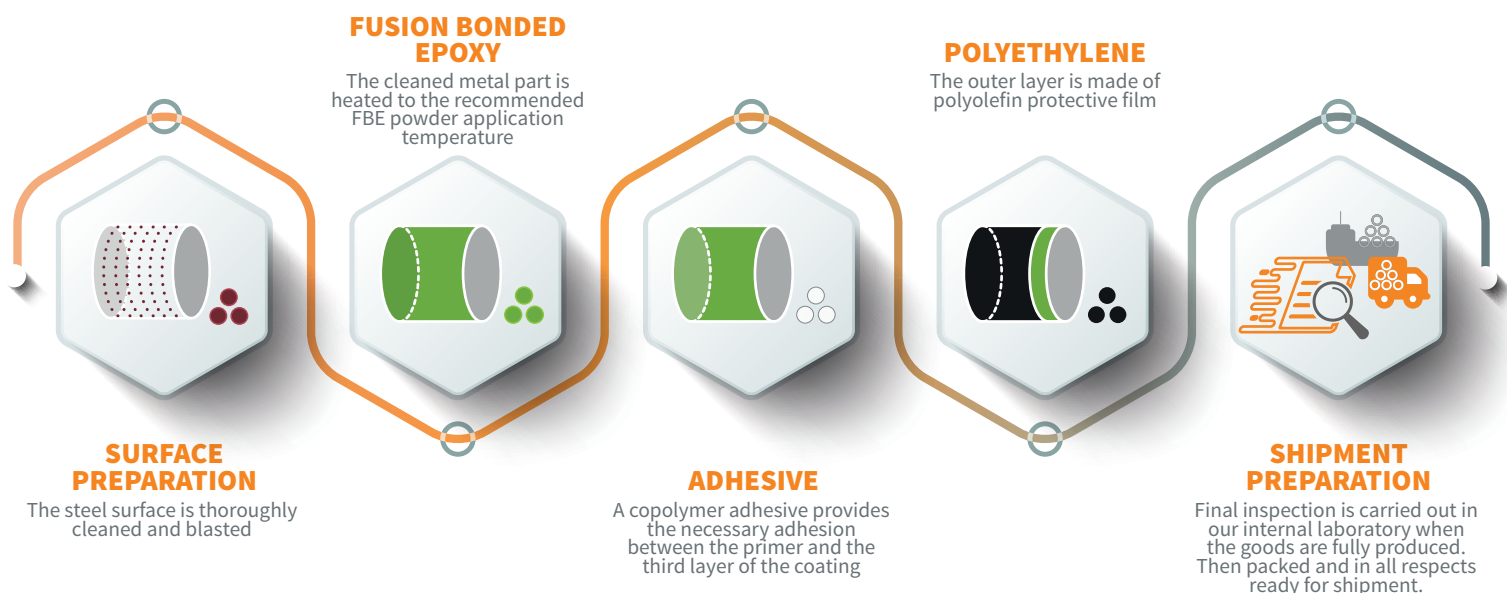 SURFACE
PREPARATION
The steel surface is thoroughly
cleaned and blasted
FUSION BONDED
EPOXY
The cleaned metal part is
heated to the recommended
FBE powder application
temperature
ADHESIVE
A copolymer adhesive provides
the necessary adhesion
between the primer and the
third layer of the coating
POLYETHYLENE
The outer layer is made of
polyolefin protective film
SHIPMENT
PREPARATION
Final inspection is carried out in
our internal laboratory when
the goods are fully produced.
Then packed and in all respects
ready for shipment.